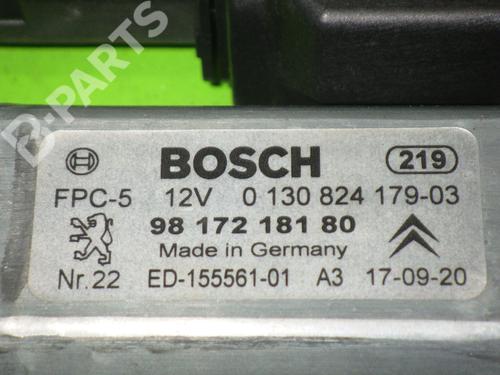 B-PARTS
BOSCH 219
FPC-5 12V 0 130 824 179-03
98 172 181 80
Made in Germany
Nr.22 ED-155561-01 A3 17-09-20